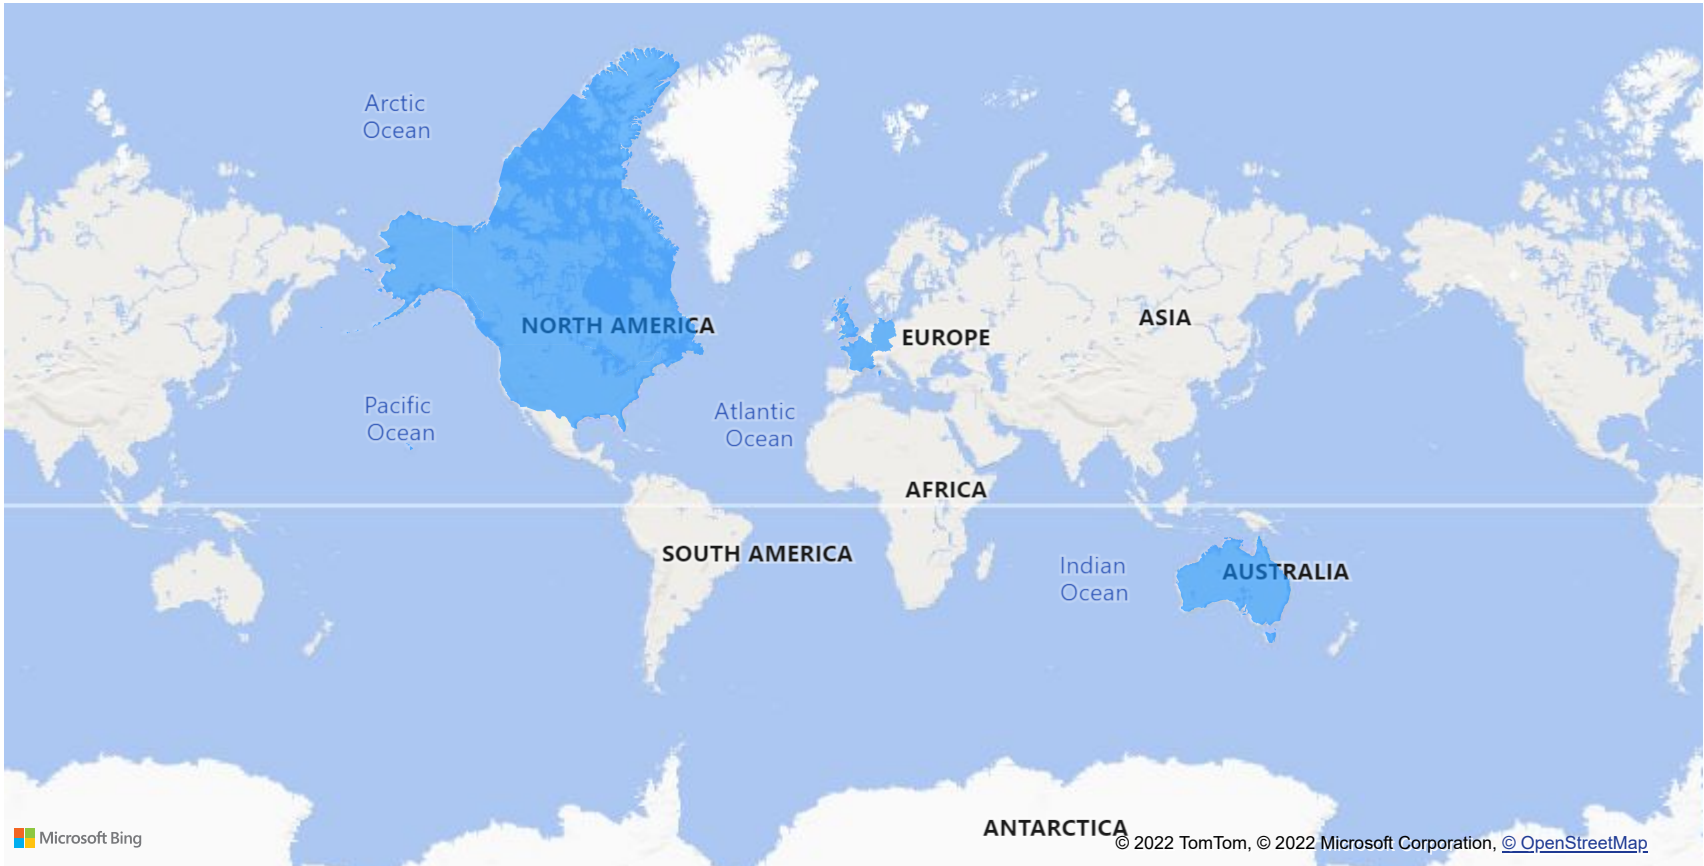 Arctic
Ocean
NORTH AMERICA
EUROPE
ASIA
Pacific
Ocean
Atlantic
Ocean
AFRICA
SOUTH AMERICA
Indian
Ocean
AUSTRALIA
ANTARCTICA
Microsoft Bing
© 2022 TomTom, © 2022 Microsoft Corporation, © OpenStreetMap